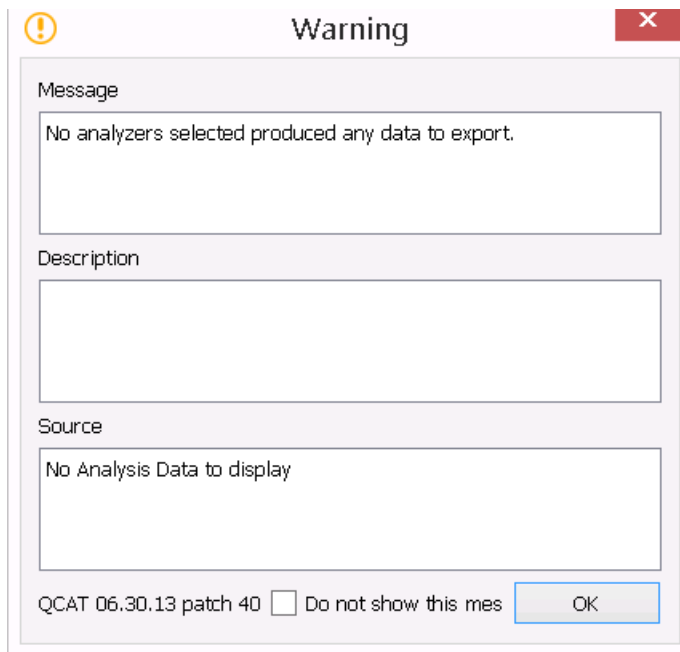 Warning
Message
No analyzers selected produced any data to export.
Description
Source
No Analysis Data to display
QCAT 06.30.13 patch 40 Do not show this mes OK